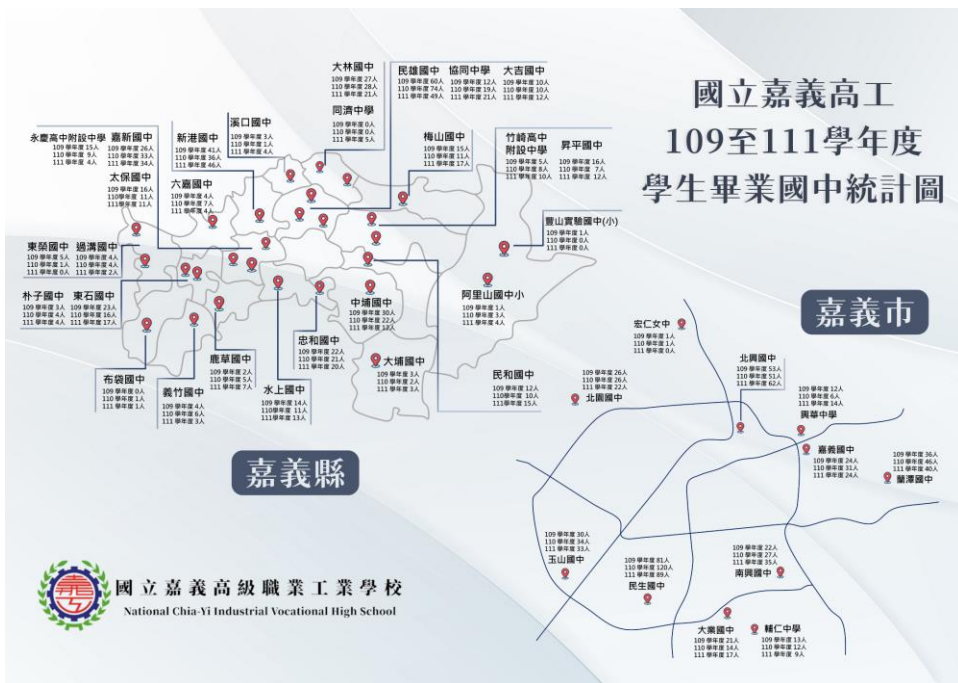 國立嘉義高工
109至111學年度
學生畢業國中統計圖
大林國中
109 學年度 27人
110 學年度 28人
111 學年度 21人
同濟中學
109 學年度 0人
110 學年度 0人
111 學年度 5人
民雄國中
109 學年度 60人
110 學年度 74人
111 學年度 49人
協同中學
109 學年度 12人
110 學年度 19人
111 學年度 21人
大吉國中
109 學年度 10人
110 學年度 10人
111 學年度 12人
溪口國中
109 學年度 3人
110 學年度 1人
111 學年度 4人
永慶高中附設中學
109 學年度 15人
110 學年度 9人
111 學年度 4人
嘉新國中
109 學年度 26人
110 學年度 33人
111 學年度 34人
新港國中
109 學年度 41人
110 學年度 36人
111 學年度 46人
梅山國中
109 學年度 15人
110 學年度 11人
111 學年度 17人
竹崎高中
附設中學
109 學年度 5人
110 學年度 8人
111 學年度 10人
昇平國中
109 學年度 16人
110 學年度 7人
111 學年度 12人
太保國中
109 學年度 16人
110學年度 11人
111學年度 11人
六嘉國中
109 學年度 4人
111 學年度 4人
豐山實驗國中(小)
109 學年度 1人
110 學年度 0人
111 學年度 0人
東榮國中
109 學年度 5人
110 學年度 1人
111 學年度 0人
過溝國中
109 學年度 4人
110 學年度 4人
111 學年度 2人
朴子國中
109 學年度 3人
110 學年度 4人
111 學年度 4人
東石國中
109 學年度 23人
110 學年度 16人
111 學年度 17人
中埔國中
109 學年度 30人
110 學年度 22人
111 學年度 12人
阿里山國中小
109 學年度 1人
110 學年度 3人
111 學年度 4人
忠和國中
109 學年度 22人
110 學年度 21人
111 學年度 20人
大埔國中
109 學年度 3人
110 學年度 2人
111 學年度 3人
鹿草國中
109 學年度 2人
110 學年度 5人
111 學年度 7人
布袋國中
109 學年度 0人
110 學年度 1人
111 學年度 1人
義竹國中
109 學年度 4人
110 學年度 6人
111 學年度 3人
水上國中
109 學年度 14人
110學年度 11人
111學年度 13人
民和國中
109 學年度 12人
110學年度 10人
111學年度 15人
嘉義縣
嘉義市
宏仁女中
109 學年度 1人
110 學年度 1人
111 學年度 0人
北興國中
109 學年度 53人
110 學年度 51人
111 學年度 62人
109 學年度 26人
110 學年度 26人
111 學年度 22人
北園國中
109 學年度 12人
110 學年度 6人
111 學年度 14人
興華中學
嘉義國中
109 學年度 24人
110 學年度 31人
111 學年度 24人
109 學年度 36人
110 學年度 46人
111 學年度 40人
蘭潭國中
109 學年度 30人
110 學年度 34人
111 學年度 33人
玉山國中
109 學年度 81人
110 學年度 120人
111 學年度 89人
民生國中
109 學年度 22人
110 學年度 27人
111 學年度 35人
南興國中
大業國中
109 學年度 21人
110 學年度 14人
111 學年度 17人
輔仁中學
109 學年度 13人
110 學年度 12人
111 學年度 9人
國立嘉義高級職業工業學校
National Chia-Yi Industrial Vocational High School